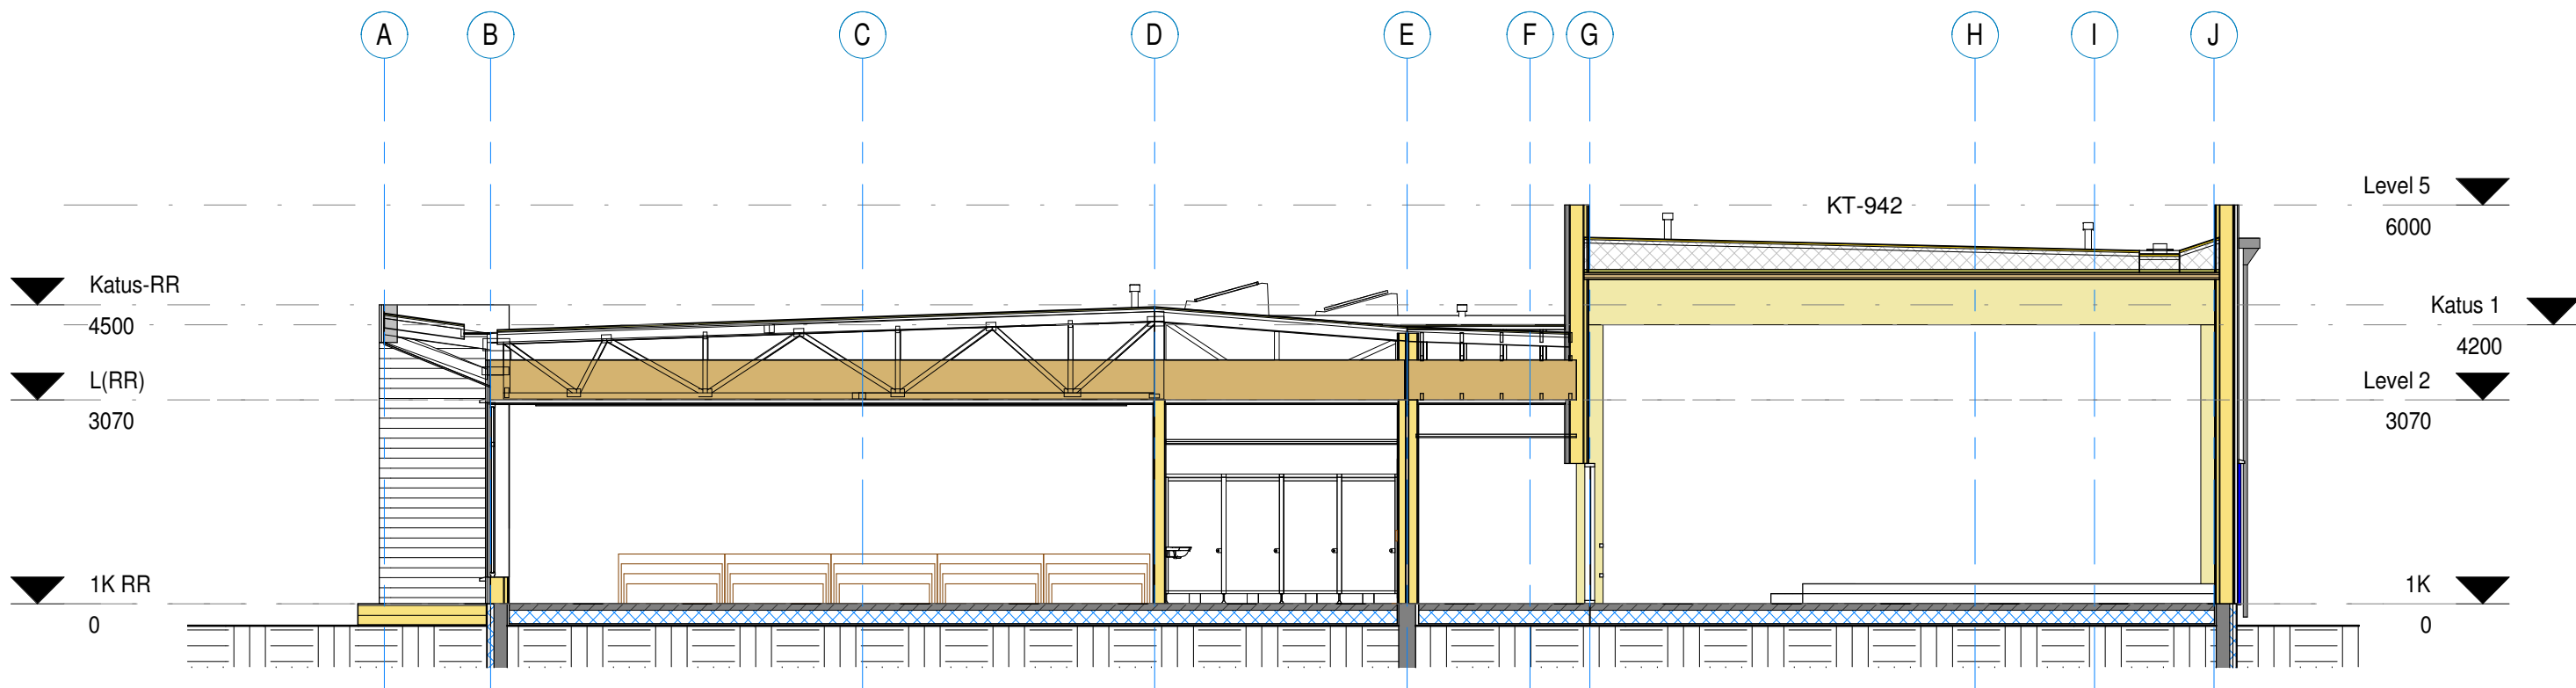 A B C D E F G H I J
Level 5
6000
KT-942
Katus-RR
4500
Katus 1
4200
L(RR)
3070
Level 2
3070
1K RR
0
1K
0